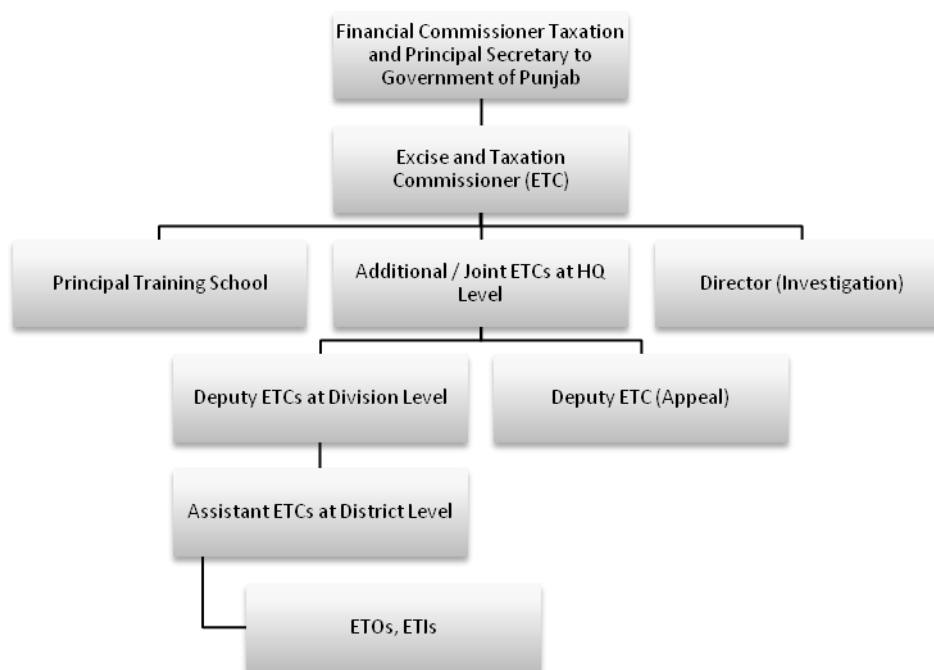 Financial Commissioner Taxation
and Principal Secretary to
Government of Punjab
Excise and Taxation
Commissioner (ETC)
Principal Training School
Additional / Joint ETCs at HQ
Level
Director (Investigation)
Deputy ETCs at Division Level
Deputy ETC (Appeal)
Assistant ETCs at District Level
ETOs, ETIs